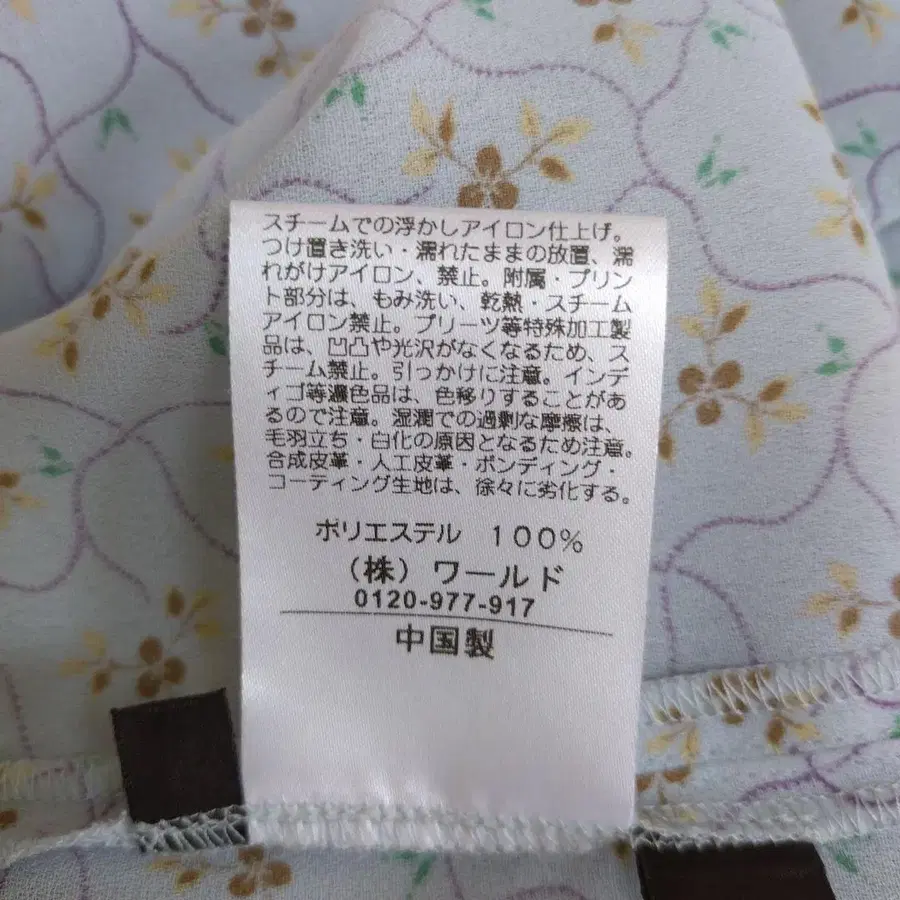 スチームでの浮かしアイロン仕上げ。
つけ置き洗い・濡れたままの放置、濡
れがけアイロン、禁止。附属・プリン
ト部分は、もみ洗い、乾熱・スチーム
アイロン禁止。プリーツ等特殊加工製
品は、凹凸や光沢がなくなるため、ス
チーム禁止。引っかけに注意。インデ
ィゴ等濃色品は、色移りすることがあ
るので注意。湿潤での過剰な摩擦は、
毛羽立ち・白化の原因となるため注意。
合成皮革・人工皮革・ボンディング・
コーティング生地は、徐々に劣化する。
ポリエステル 100%
(株) ワールド
0120-977-917
中国製